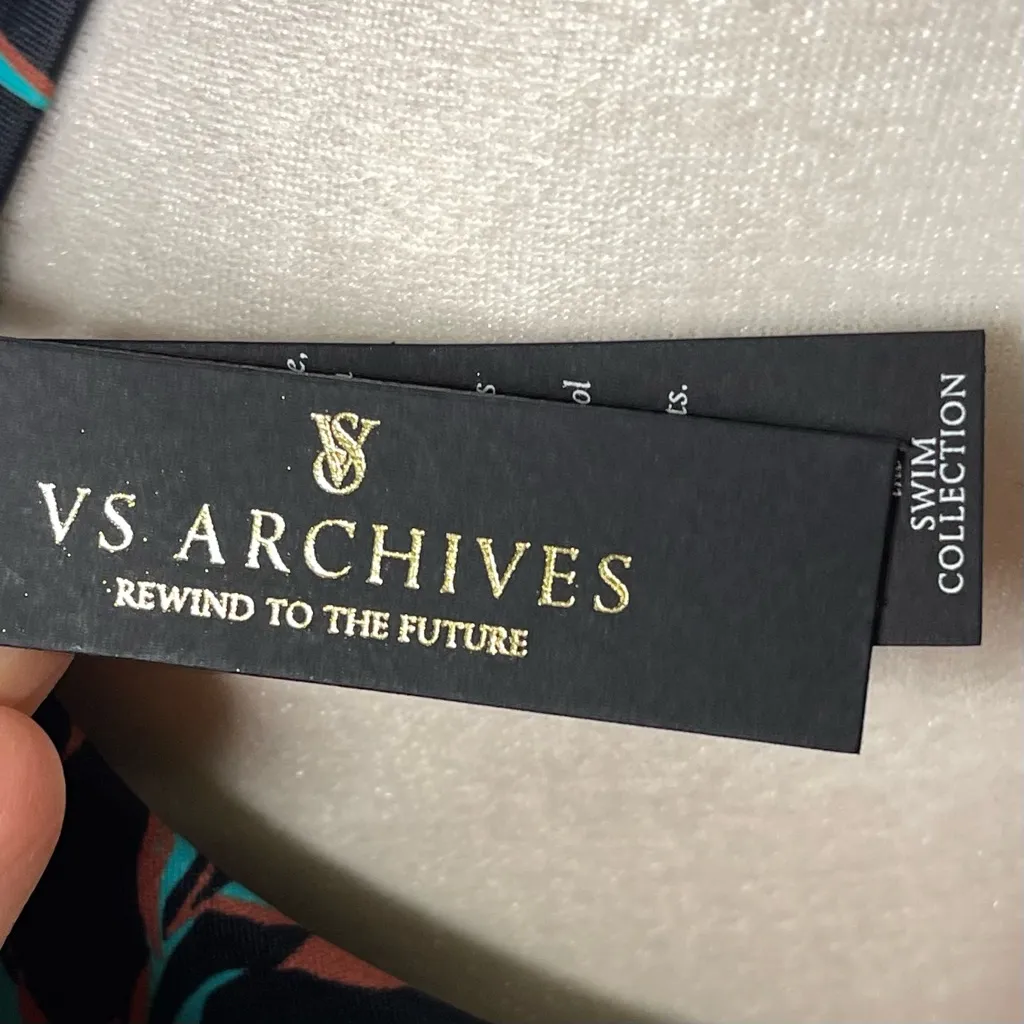 VS
VS ARCHIVES
REWIND TO THE FUTURE
SWIM
COLLECTION